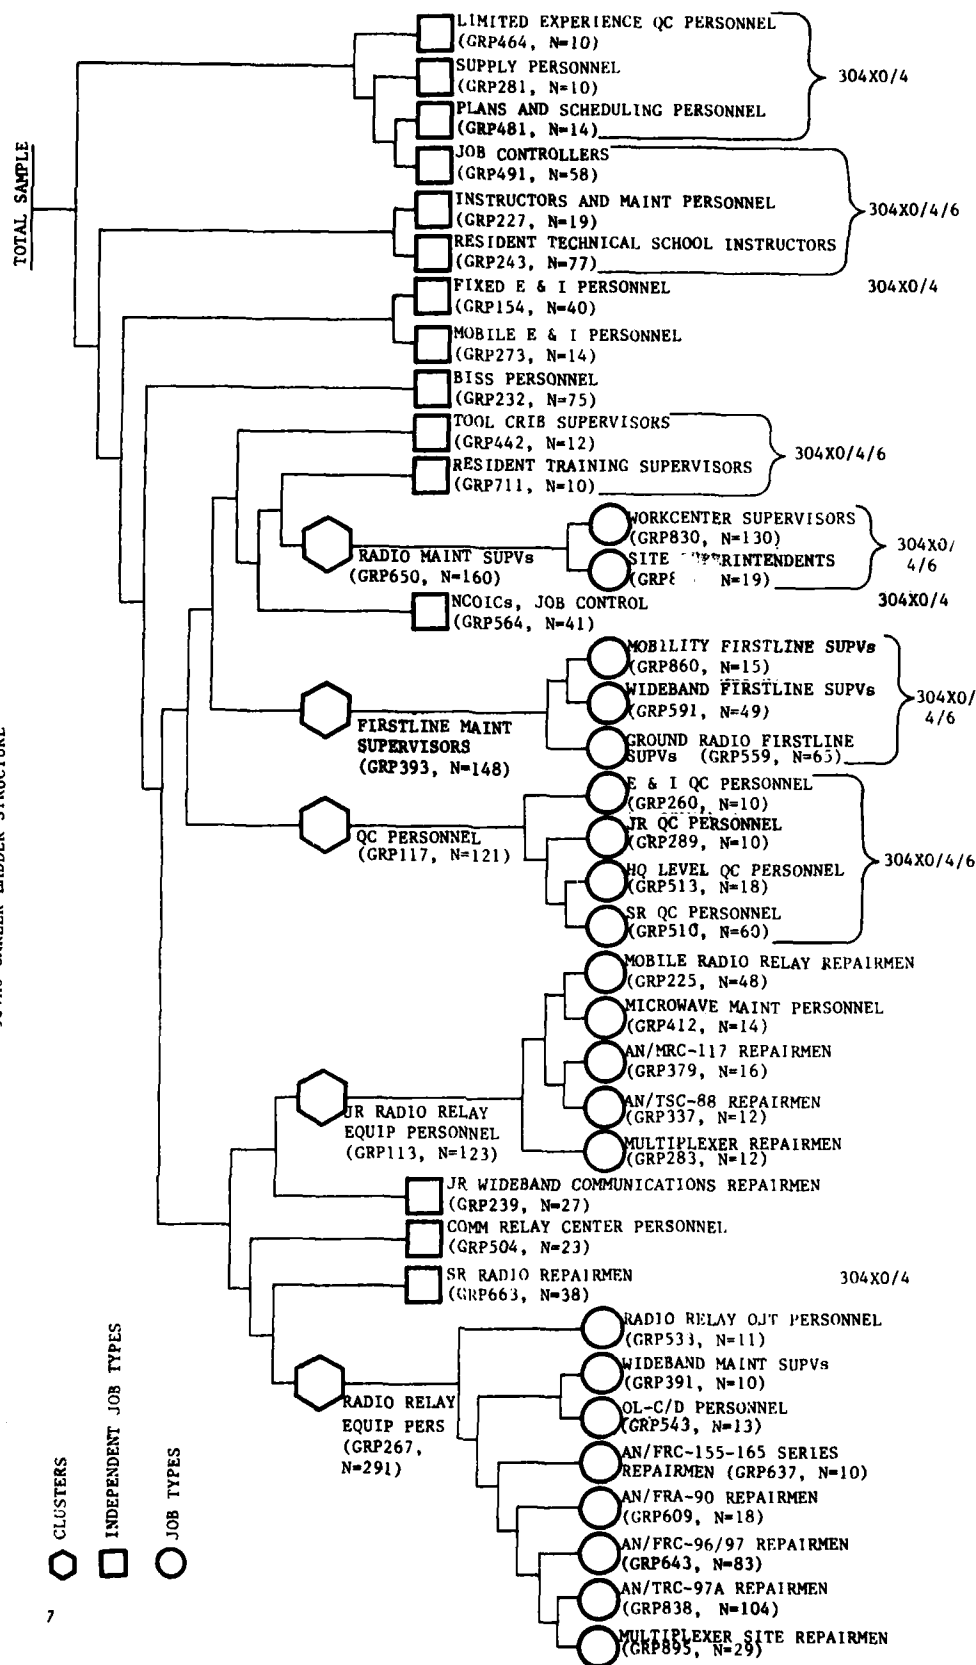 TOTAL SAMPLE
LIMITED EXPERIENCE QC PERSONNEL
(GRP464, N=10)
SUPPLY PERSONNEL
(GRP281, N=10)
PLANS AND SCHEDULING PERSONNEL
(GRP481, N=14)
304X0/4
JOB CONTROLLERS
(GRP491, N=58)
INSTRUCTORS AND MAINT PERSONNEL
(GRP227, N=19)
RESIDENT TECHNICAL SCHOOL INSTRUCTORS
(GRP243, N=77)
304X0/4/6
FIXED E & I PERSONNEL
(GRP154, N=40)
304X0/4
MOBILE E & I PERSONNEL
(GRP273, N=14)
BISS PERSONNEL
(GRP232, N=75)
TOOL CRIB SUPERVISORS
(GRP442, N=12)
RESIDENT TRAINING SUPERVISORS
(GRP711, N=10)
304X0/4/6
RADIO MAINT SUPVs
(GRP650, N=160)
WORKCENTER SUPERVISORS
(GRP830, N=130)
SITE
N=19)
304X0/
4/6
NCOICs, JOB CONTROL
(GRP564, N=41)
304X0/4
FIRSTLINE MAINT
SUPERVISORS
(GRP393, N=148)
MOBILITY FIRSTLINE SUPVs
(GRP860, N=15)
WIDEBAND FIRSTLINE SUPVs
(GRP591, N=49)
GROUND RADIO FIRSTLINE
SUPVs (GRP559, N=65)
304X0/
4/6
QC PERSONNEL
(GRP117, N=121)
E & I QC PERSONNEL
(GRP260, N=10)
JR QC PERSONNEL
(GRP289, N=10)
HQ LEVEL QC PERSONNEL
(GRP513, N=18)
SR QC PERSONNEL
(GRP510, N=60)
304X0/4/6
JR RADIO RELAY
EQUIP PERSONNEL
(GRP113, N=123)
MOBILE RADIO RELAY REPAIRMEN
(GRP225, N=48)
MICROWAVE MAINT PERSONNEL
(GRP412, N=14)
AN/MRC-117 REPAIRMEN
(GRP379, N=16)
AN/TSC-88 REPAIRMEN
(GRP337, N=12)
MULTIPLEXER REPAIRMEN
(GRP283, N=12)
JR WIDEBAND COMMUNICATIONS REPAIRMEN
(GRP239, N=27)
COMM RELAY CENTER PERSONNEL
(GRP504, N=23)
SR RADIO REPAIRMEN
(GRP663, N=38)
304X0/4
RADIO RELAY
EQUIP PERS
(GRP267,
N=291)
RADIO RELAY OJT PERSONNEL
(GRP533, N=11)
WIDEBAND MAINT SUPVs
(GRP391, N=10)
OL-C/D PERSONNEL
(GRP543, N=13)
AN/FRC-155-165 SERIES
REPAIRMEN (GRP637, N=10)
AN/FRA-90 REPAIRMEN
(GRP609, N=18)
AN/FRC-96/97 REPAIRMEN
(GRP643, N=83)
AN/TRC-97A REPAIRMEN
(GRP838, N=104)
MULTIPLEXER SITE REPAIRMEN
(GRP895, N=29)
CLUSTERS
INDEPENDENT JOB TYPES
JOB TYPES
7